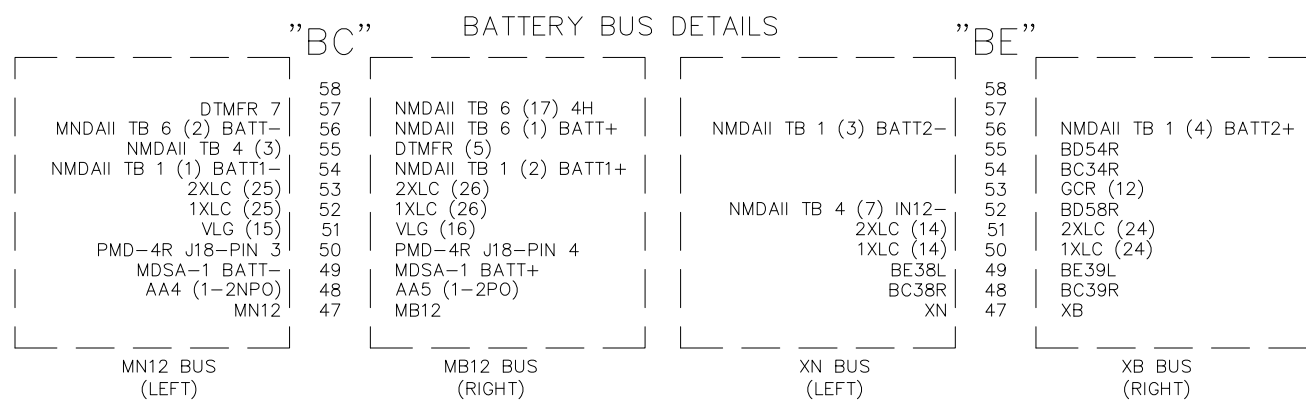 BATTERY BUS DETAILS
"BC" "BE"
58 58
DTMFR 7 57 NMDAII TB 6 (17) 4H 57
MNDAII TB 6 (2) BATT- 56 NMDAII TB 6 (1) BATT+ NMDAII TB 1 (3) BATT2- 56 NMDAII TB 1 (4) BATT2+
NMDAII TB 4 (3) 55 DTMFR (5) 55 BD54R
NMDAII TB 1 (1) BATT1- 54 NMDAII TB 1 (2) BATT1+ 54 BC34R
2XLC (25) 53 2XLC (26) 53 GCR (12)
1XLC (25) 52 1XLC (26) NMDAII TB 4 (7) IN12- 52 BD58R
VLG (15) 51 VLG (16) 2XLC (14) 51 2XLC (24)
PMD-4R J18-PIN 3 50 PMD-4R J18-PIN 4 1XLC (14) 50 1XLC (24)
MDSA-1 BATT- 49 MDSA-1 BATT+ BE38L 49 BE39L
AA4 (1-2NPO) 48 AA5 (1-2PO) BC38R 48 BC39R
MN12 47 MB12 XN 47 XB
MN12 BUS MB12 BUS XN BUS XB BUS
(LEFT) (RIGHT) (LEFT) (RIGHT)